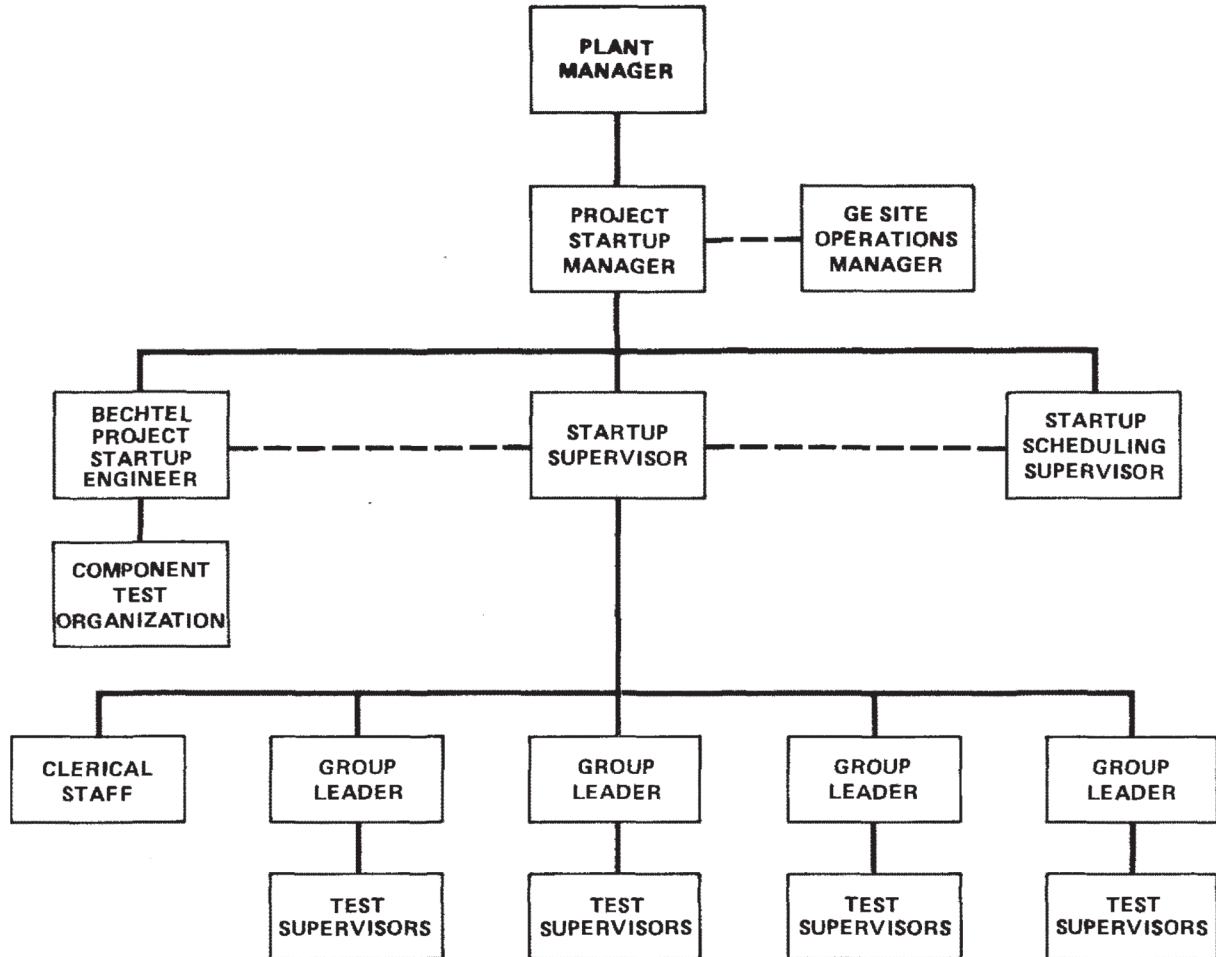 PLANT
MANAGER
PROJECT
STARTUP
MANAGER
GE SITE
OPERATIONS
MANAGER
BECHTEL
PROJECT
STARTUP
ENGINEER
STARTUP
SUPERVISOR
STARTUP
SCHEDULING
SUPERVISOR
COMPONENT
TEST
ORGANIZATION
CLERICAL
STAFF
GROUP
LEADER
GROUP
LEADER
GROUP
LEADER
GROUP
LEADER
TEST
SUPERVISORS
TEST
SUPERVISORS
TEST
SUPERVISORS
TEST
SUPERVISORS